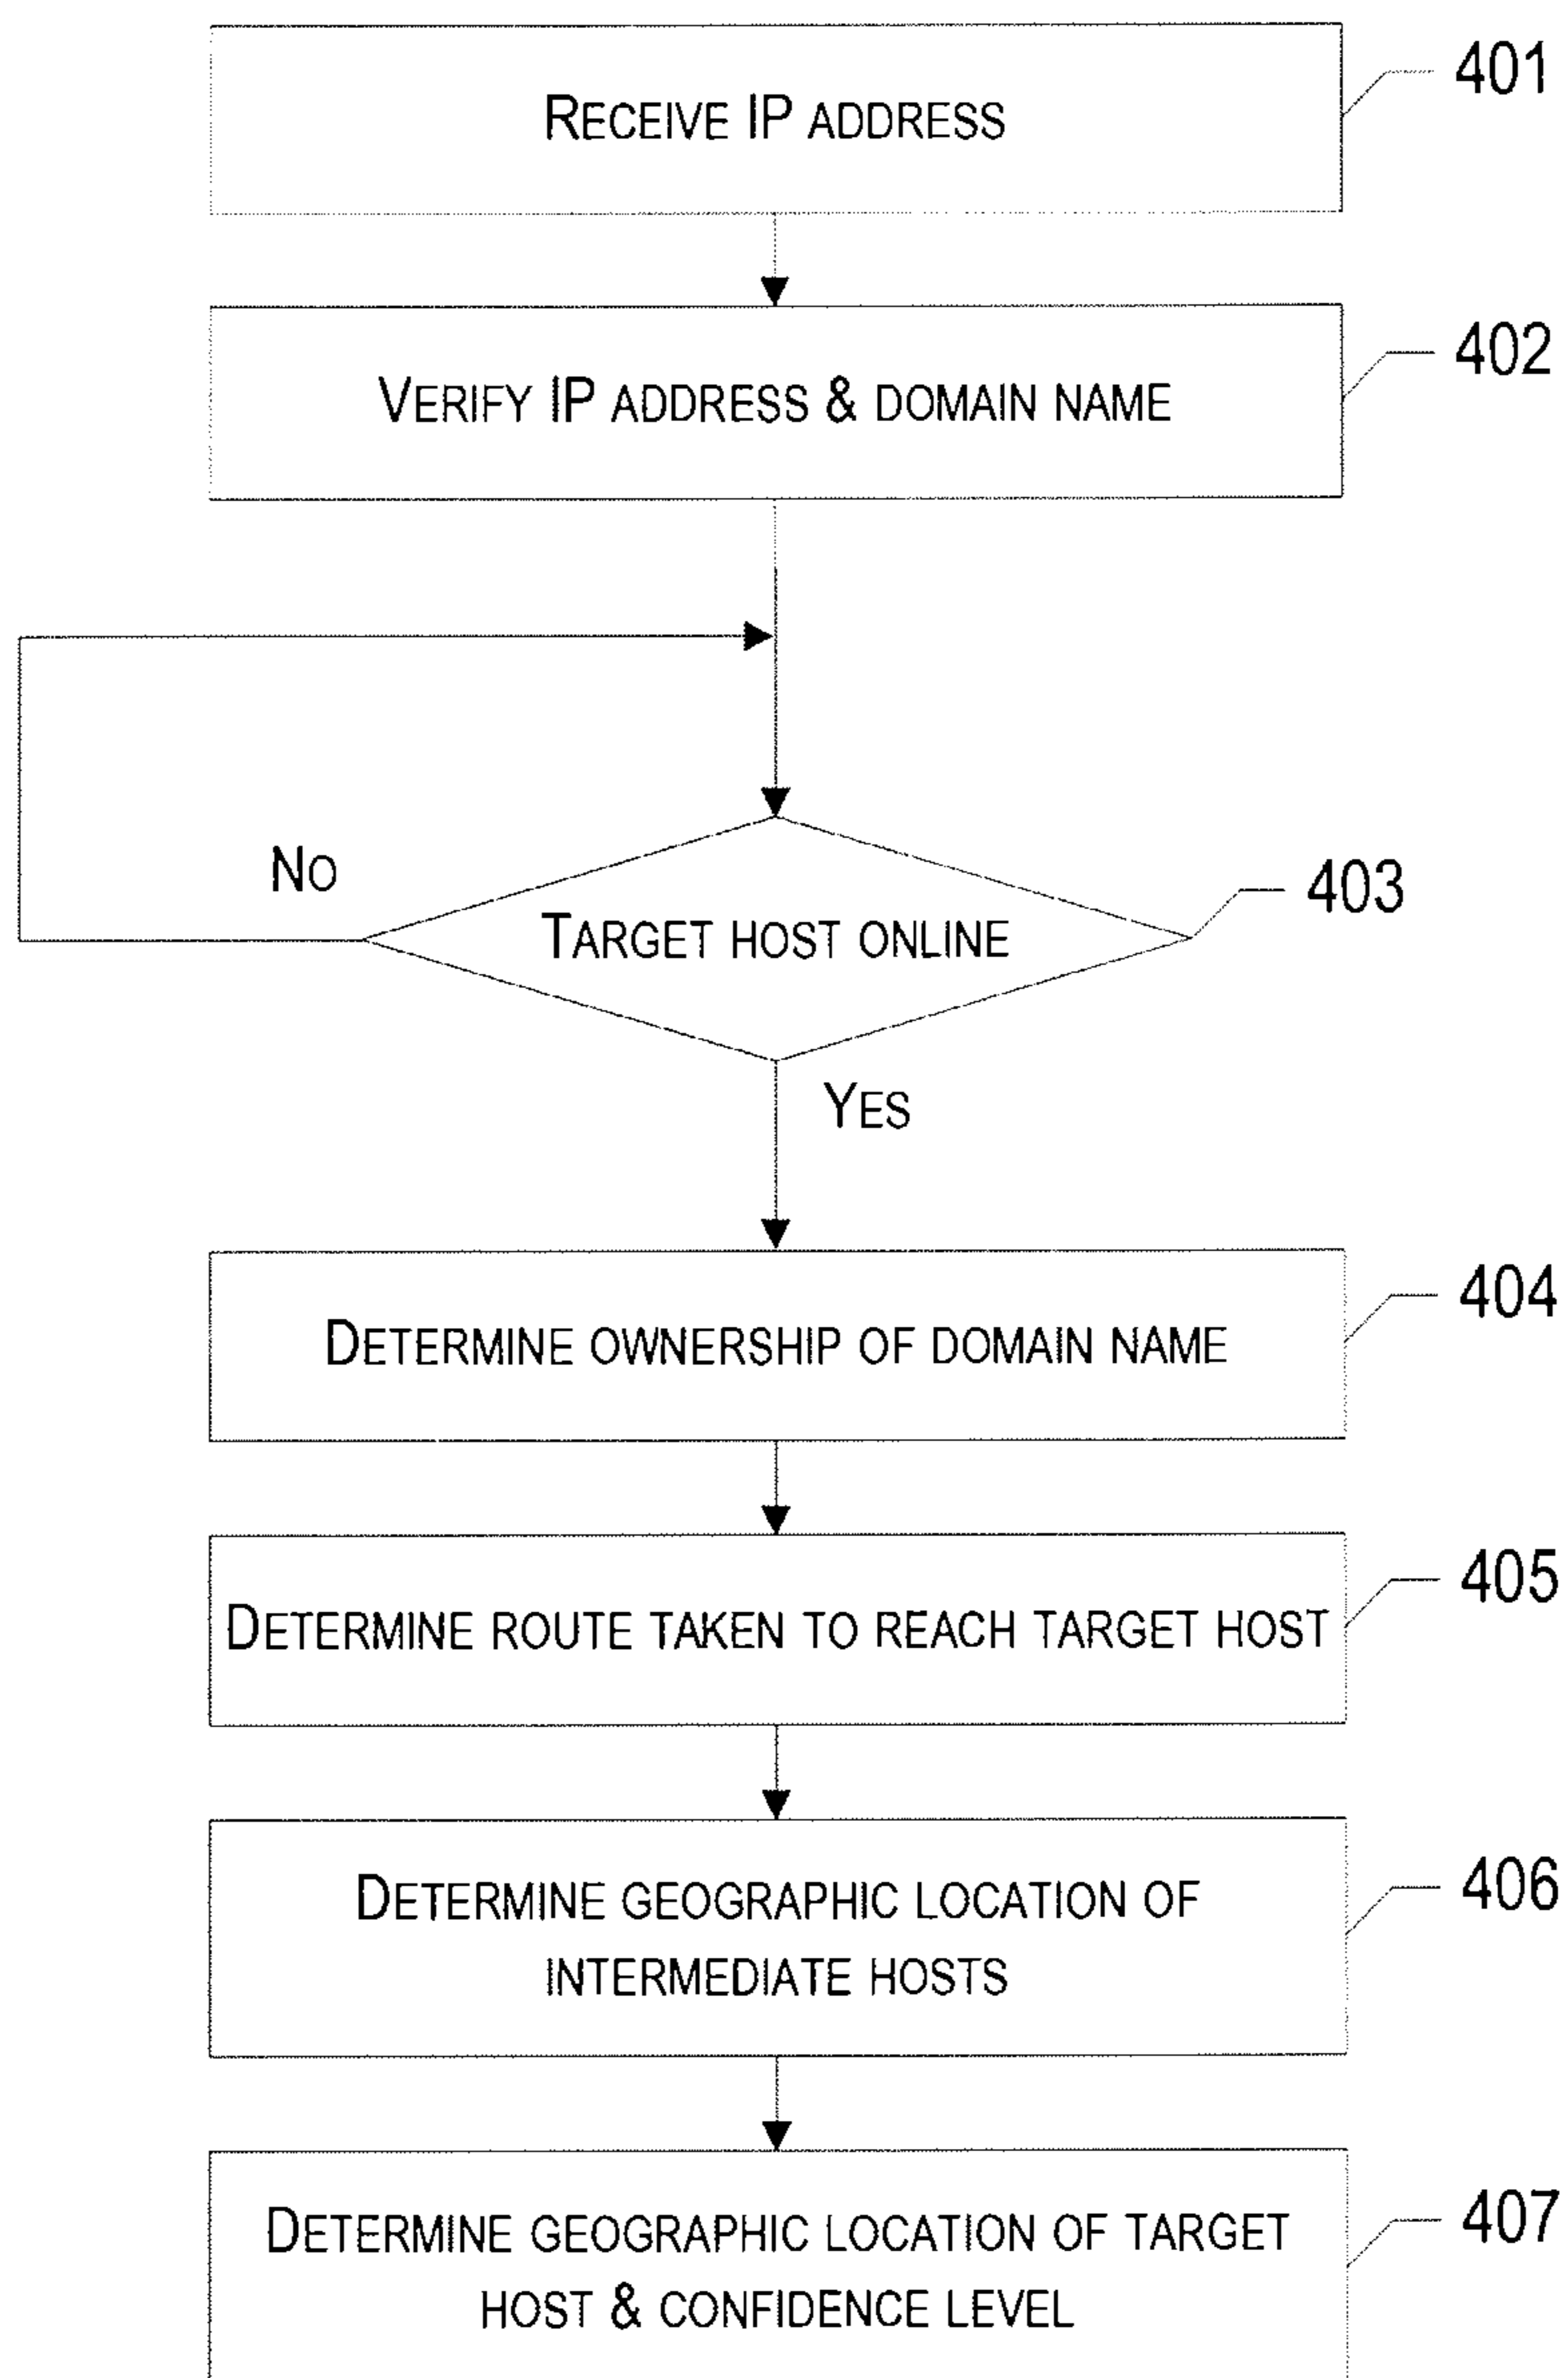 RECEIVE IP ADDRESS
401
VERIFY IP ADDRESS & DOMAIN NAME
402
NO
TARGET HOST ONLINE
403
YES
DETERMINE OWNERSHIP OF DOMAIN NAME
404
DETERMINE ROUTE TAKEN TO REACH TARGET HOST
405
DETERMINE GEOGRAPHIC LOCATION OF
INTERMEDIATE HOSTS
406
DETERMINE GEOGRAPHIC LOCATION OF TARGET
HOST & CONFIDENCE LEVEL
407